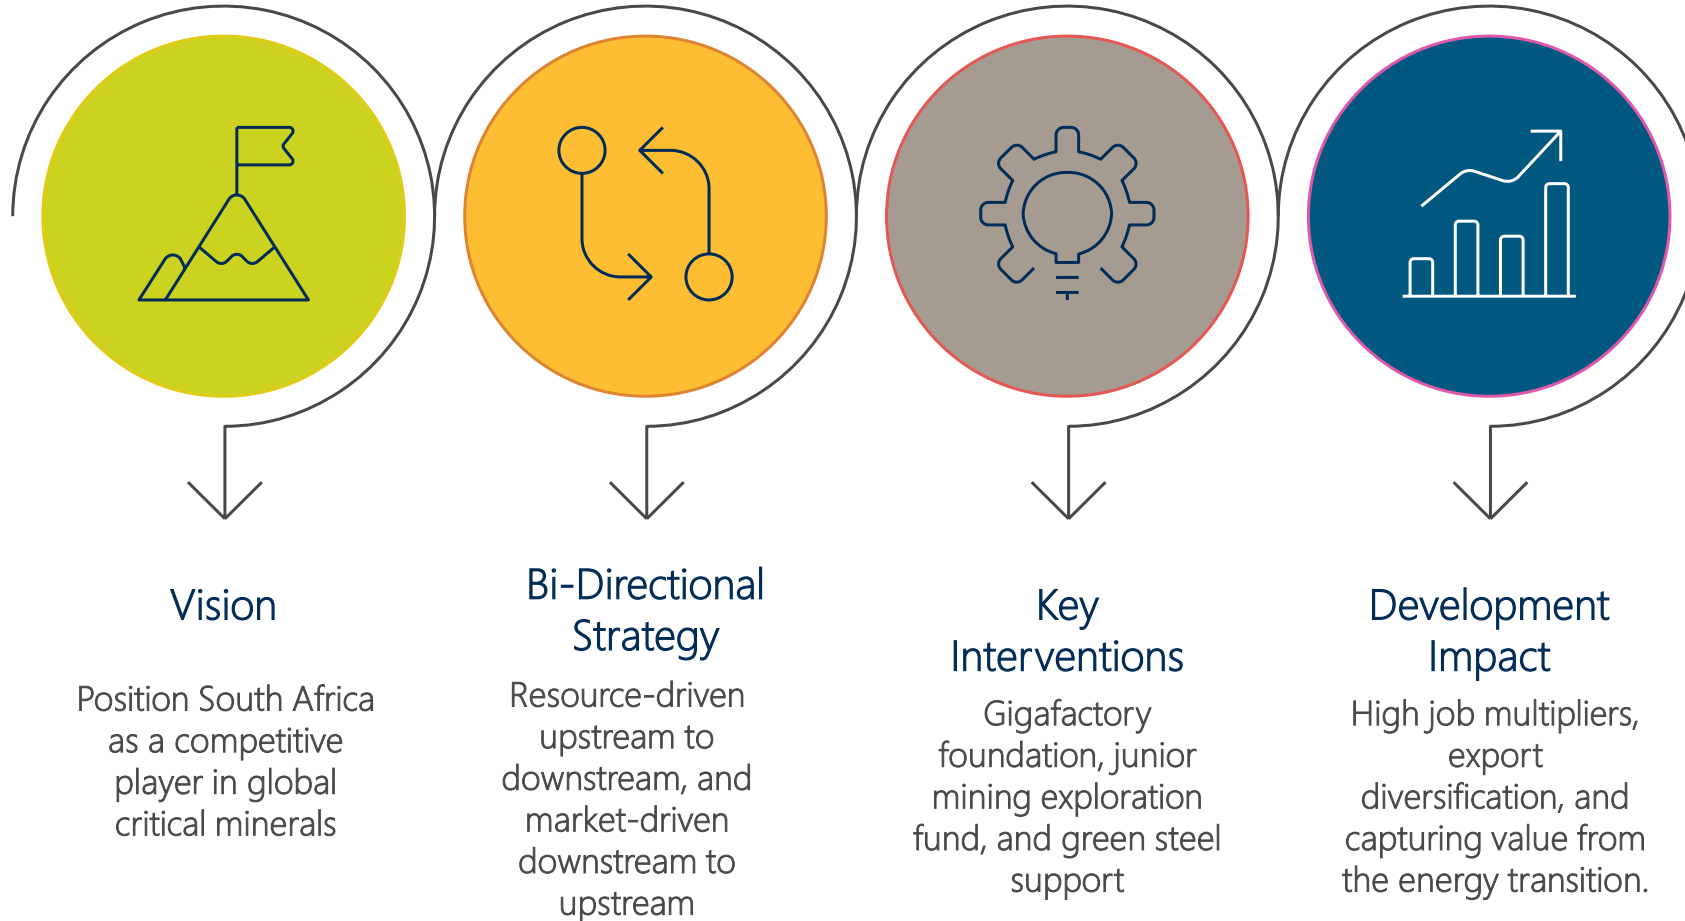 Vision
Position South Africa
as a competitive
player in global
critical minerals
Bi-Directional
Strategy
Resource-driven
upstream to
downstream, and
market-driven
downstream to
upstream
Key
Interventions
Gigafactory
foundation, junior
mining exploration
fund, and green steel
support
Development
Impact
High job multipliers,
export
diversification, and
capturing value from
the energy transition.